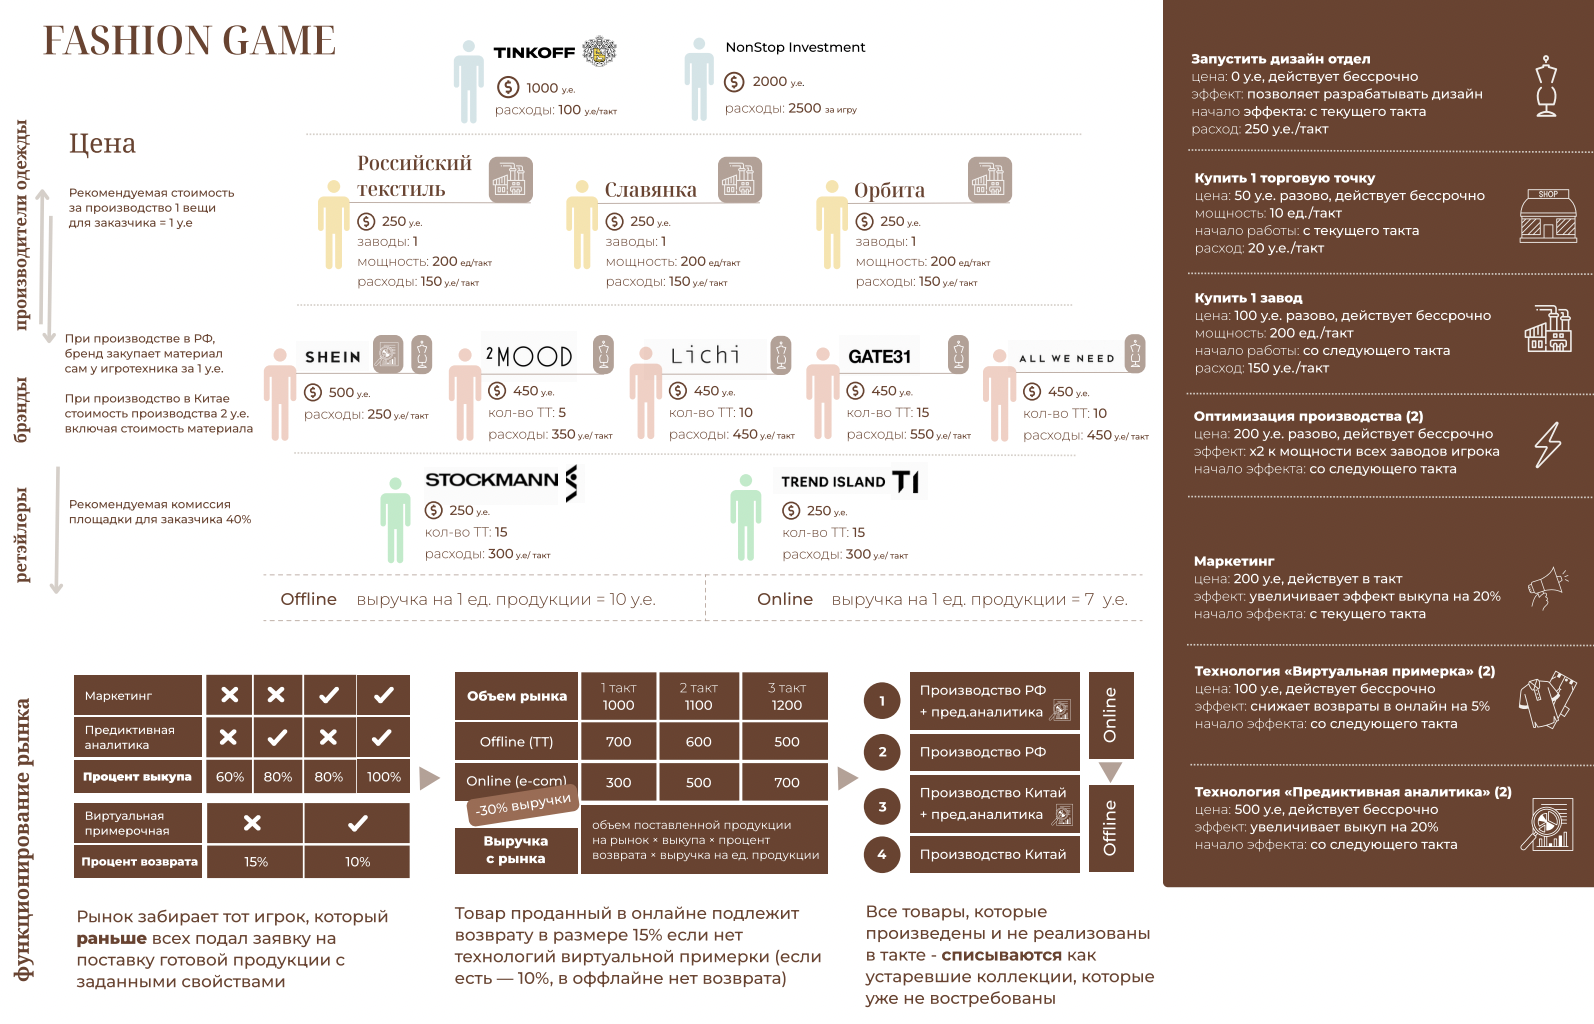 FASHION GAME
TINKOFF
1000 у.е.
расходы: 100 у.е/такт
NonStop Investment
2000 у.е.
расходы: 2500 за игру
производители одежды
Цена
Рекомендуемая стоимость
за производство 1 вещи
для заказчика = 1 у.е
Российский
текстиль
250 у.е.
заводы: 1
мощность: 200 ед/такт
расходы: 150 у.е/ такт
Славянка
250 у.е.
заводы: 1
мощность: 200 ед/такт
расходы: 150 у.е/ такт
Орбита
250 у.е.
заводы: 1
мощность: 200 ед/такт
расходы: 150 у.е/ такт
брэнды
При производстве в РФ,
бренд закупает материал
сам у игротехника за 1 у.е.
При производство в Китае
стоимость производства 2 у.е.
включая стоимость материала
SHEIN
500 у.е.
расходы: 250 у.е/ такт
2MOOD
450 у.е.
кол-во ТТ: 5
расходы: 350 у.е/ такт
Lichi
450 у.е.
кол-во ТТ: 10
расходы: 450 у.е/ такт
GATE31
450 у.е.
кол-во ТТ: 15
расходы: 550 у.е/ такт
ALL WE NEED
450 у.е.
кол-во ТТ: 10
расходы: 450 у.е/ такт
ретэйлеры
Рекомендуемая комиссия
площадки для заказчика 40%
STOCKMANN
250 у.е.
кол-во ТТ: 15
расходы: 300 у.е/ такт
TREND ISLAND TI
250 у.е.
кол-во ТТ: 15
расходы: 300 у.е/ такт
Offline выручка на 1 ед. продукции = 10 у.е.
Online выручка на 1 ед. продукции = 7 у.е.
функционирование рынка
Маркетинг
Предиктивная
аналитика
Процент выкупа 60% 80% 80% 100%
Виртуальная
примерочная
Процент возврата 15% 10%
Рынок забирает тот игрок, который
раньше всех подал заявку на
поставку готовой продукции с
заданными свойствами
Объем рынка
1 такт
1000
2 такт
1100
3 такт
1200
Offline (ТТ) 700 600 500
Online (e-com) 300 500 700
-30% выручки
Выручка
с рынка
объем поставленной продукции
на рынок × выкупа × процент
возврата × выручка на ед. продукции
Товар проданный в онлайне подлежит
возврату в размере 15% если нет
технологий виртуальной примерки (если
есть — 10%, в оффлайне нет возврата)
1
Производство РФ
+ пред.аналитика
2
Производство РФ
3
Производство Китай
+ пред.аналитика
4
Производство Китай
Online
Offline
Все товары, которые
произведены и не реализованы
в такте - списываются как
устаревшие коллекции, которые
уже не востребованы
Запустить дизайн отдел
цена: 0 у.е, действует бессрочно
эффект: позволяет разрабатывать дизайн
начало эффекта: с текущего такта
расход: 250 у.е./такт
Купить 1 торговую точку
цена: 50 у.е. разово, действует бессрочно
мощность: 10 ед./такт
начало работы: с текущего такта
расход: 20 у.е./такт
SHOP
Купить 1 завод
цена: 100 у.е. разово, действует бессрочно
мощность: 200 ед./такт
начало работы: со следующего такта
расход: 150 у.е./такт
Оптимизация производства (2)
цена: 200 у.е. разово, действует бессрочно
эффект: х2 к мощности всех заводов игрока
начало эффекта: со следующего такта
Маркетинг
цена: 200 у.е, действует в такт
эффект: увеличивает эффект выкупа на 20%
начало эффекта: с текущего такта
Технология «Виртуальная примерка» (2)
цена: 100 у.е, действует бессрочно
эффект: снижает возвраты в онлайн на 5%
начало эффекта: со следующего такта
Технология «Предиктивная аналитика» (2)
цена: 500 у.е, действует бессрочно
эффект: увеличивает выкуп на 20%
начало эффекта: со следующего такта